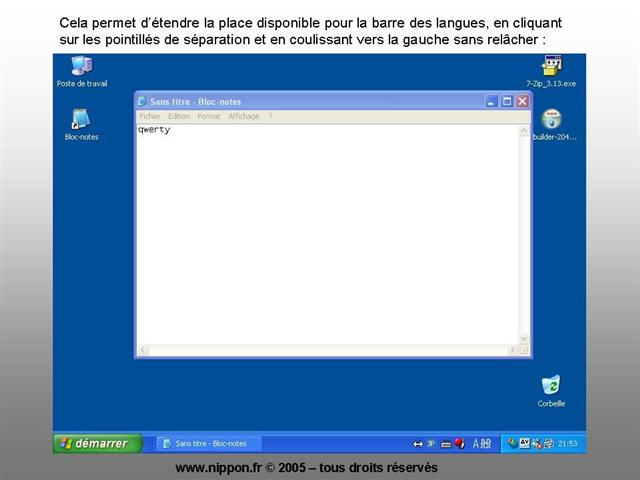 Cela permet d'étendre la place disponible pour la barre des langues, en cliquant
sur les pointillés de séparation et en coulissant vers la gauche sans relâcher :
Poste de travail
7-Zip_3.13.exe
Sans titre - Bloc-notes
Fichier Edition Format Affichage ?
qwerty
Bloc-notes
builder-204...
Corbeille
démarrer
Sans titre - Bloc-notes
JP
A 般
AV
21:53
www.nippon.fr © 2005 – tous droits réservés